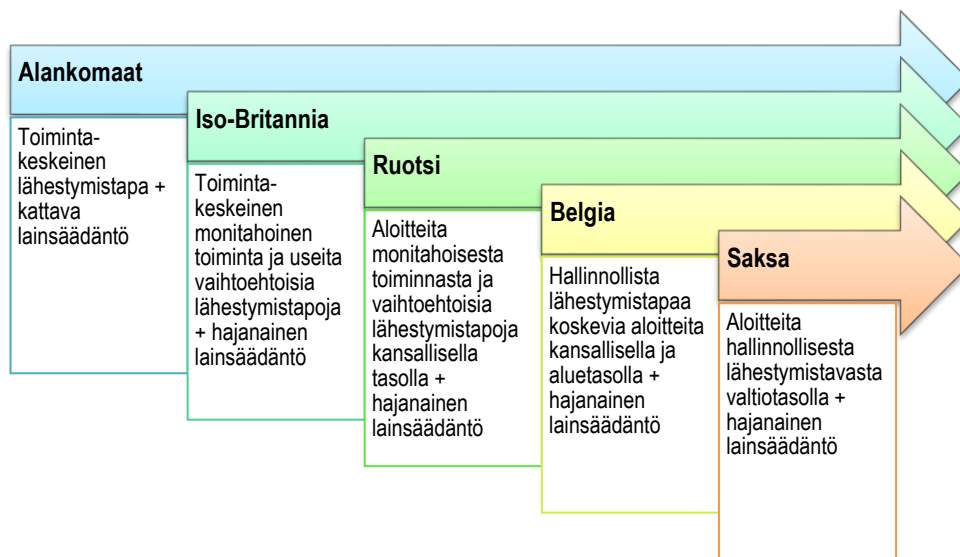 Alankomaat
Toiminta-
keskeinen
lähestymistapa +
kattava
lainsäädäntö
Iso-Britannia
Toiminta-
keskeinen
monitahoinen
toiminta ja useita
vaihtoehtoisia
lähestymistapoja
+ hajanainen
lainsäädäntö
Ruotsi
Aloitteita
monitahoisesta
toiminnasta ja
vaihtoehtoisia
lähestymistapoja
kansallisella
tasolla +
hajanainen
lainsäädäntö
Belgia
Hallinnollista
lähestymistapaa
koskevia aloitteita
kansallisella ja
aluetasolla +
hajanainen
lainsäädäntö
Saksa
Aloitteita
hallinnollisesta
lähestymistavasta
valtiotasolla +
hajanainen
lainsäädäntö